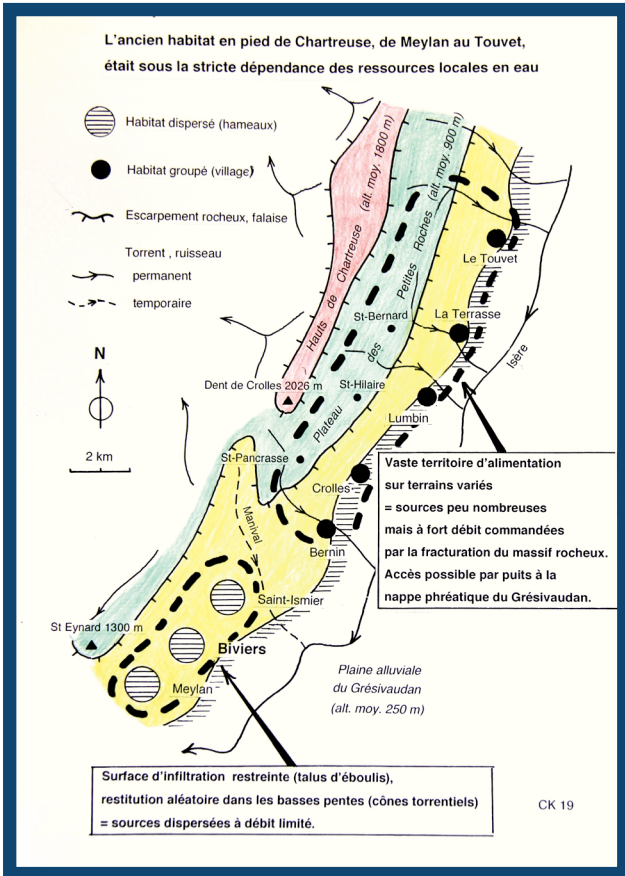 L'ancien habitat en pied de Chartreuse, de Meylan au Touvet,
était sous la stricte dépendance des ressources locales en eau
Habitat dispersé (hameaux)
Habitat groupé (village)
Escarpement rocheux, falaise
Torrent , ruisseau
permanent
temporaire
N
2 km
Hauts de Chartreuse (alt. moy. 1800 m)
Plateau des Petites Roches (alt. moy. 900 m)
Le Touvet
La Terrasse
St-Bernard
Isère
Dent de Crolles 2026 m
St-Hilaire
Lumbin
St-Pancrasse
Crolles
Manival
Bernin
Vaste territoire d'alimentation
sur terrains variés
= sources peu nombreuses
mais à fort débit commandées
par la fracturation du massif rocheux.
Accès possible par puits à la
nappe phréatique du Grésivaudan.
Saint-Ismier
St Eynard 1300 m
Biviers
Meylan
Plaine alluviale
du Grésivaudan
(alt. moy. 250 m)
Surface d'infiltration restreinte (talus d'éboulis),
restitution aléatoire dans les basses pentes (cônes torrentiels)
= sources dispersées à débit limité.
CK 19